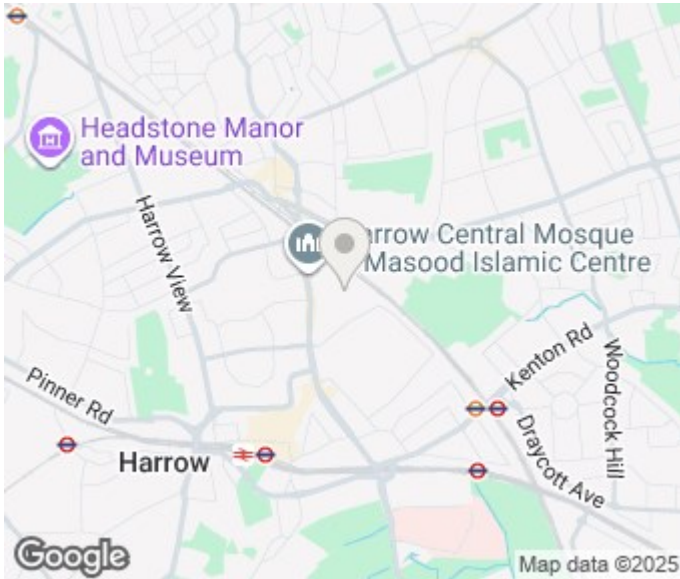 Headstone Manor
and Museum
Harrow View
arrow Central Mosque
Masood Islamic Centre
Kenton Rd
Woodcock Hill
Pinner Rd
Draycott Ave
Harrow
Google
Map data ©2025